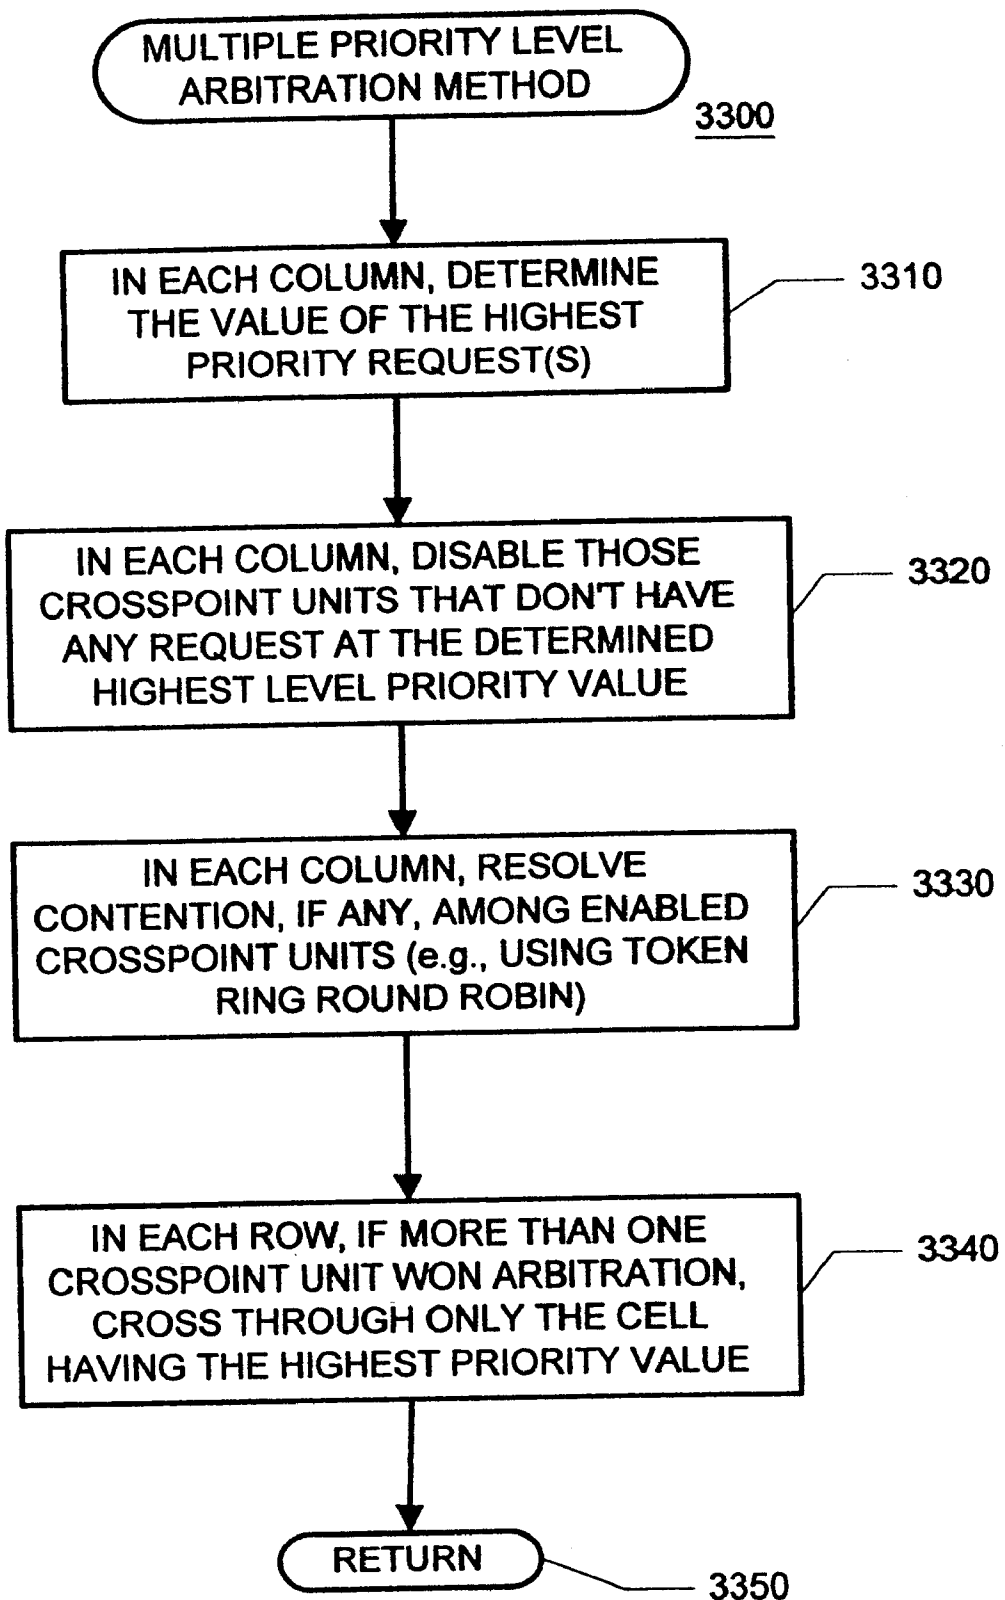 MULTIPLE PRIORITY LEVEL
ARBITRATION METHOD
3300
IN EACH COLUMN, DETERMINE
THE VALUE OF THE HIGHEST
PRIORITY REQUEST(S)
3310
IN EACH COLUMN, DISABLE THOSE
CROSSPOINT UNITS THAT DON'T HAVE
ANY REQUEST AT THE DETERMINED
HIGHEST LEVEL PRIORITY VALUE
3320
IN EACH COLUMN, RESOLVE
CONTENTION, IF ANY, AMONG ENABLED
CROSSPOINT UNITS (e.g., USING TOKEN
RING ROUND ROBIN)
3330
IN EACH ROW, IF MORE THAN ONE
CROSSPOINT UNIT WON ARBITRATION,
CROSS THROUGH ONLY THE CELL
HAVING THE HIGHEST PRIORITY VALUE
3340
RETURN
3350